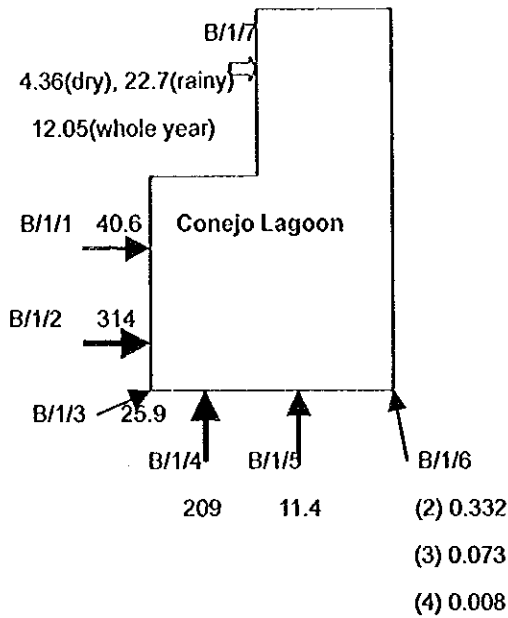 B/1/7
4.36(dry), 22.7(rainy)
12.05(whole year)
B/1/1 40.6 Conejo Lagoon
B/1/2 314
B/1/3 25.9
B/1/4 B/1/5 B/1/6
209 11.4 (2) 0.332
(3) 0.073
(4) 0.008